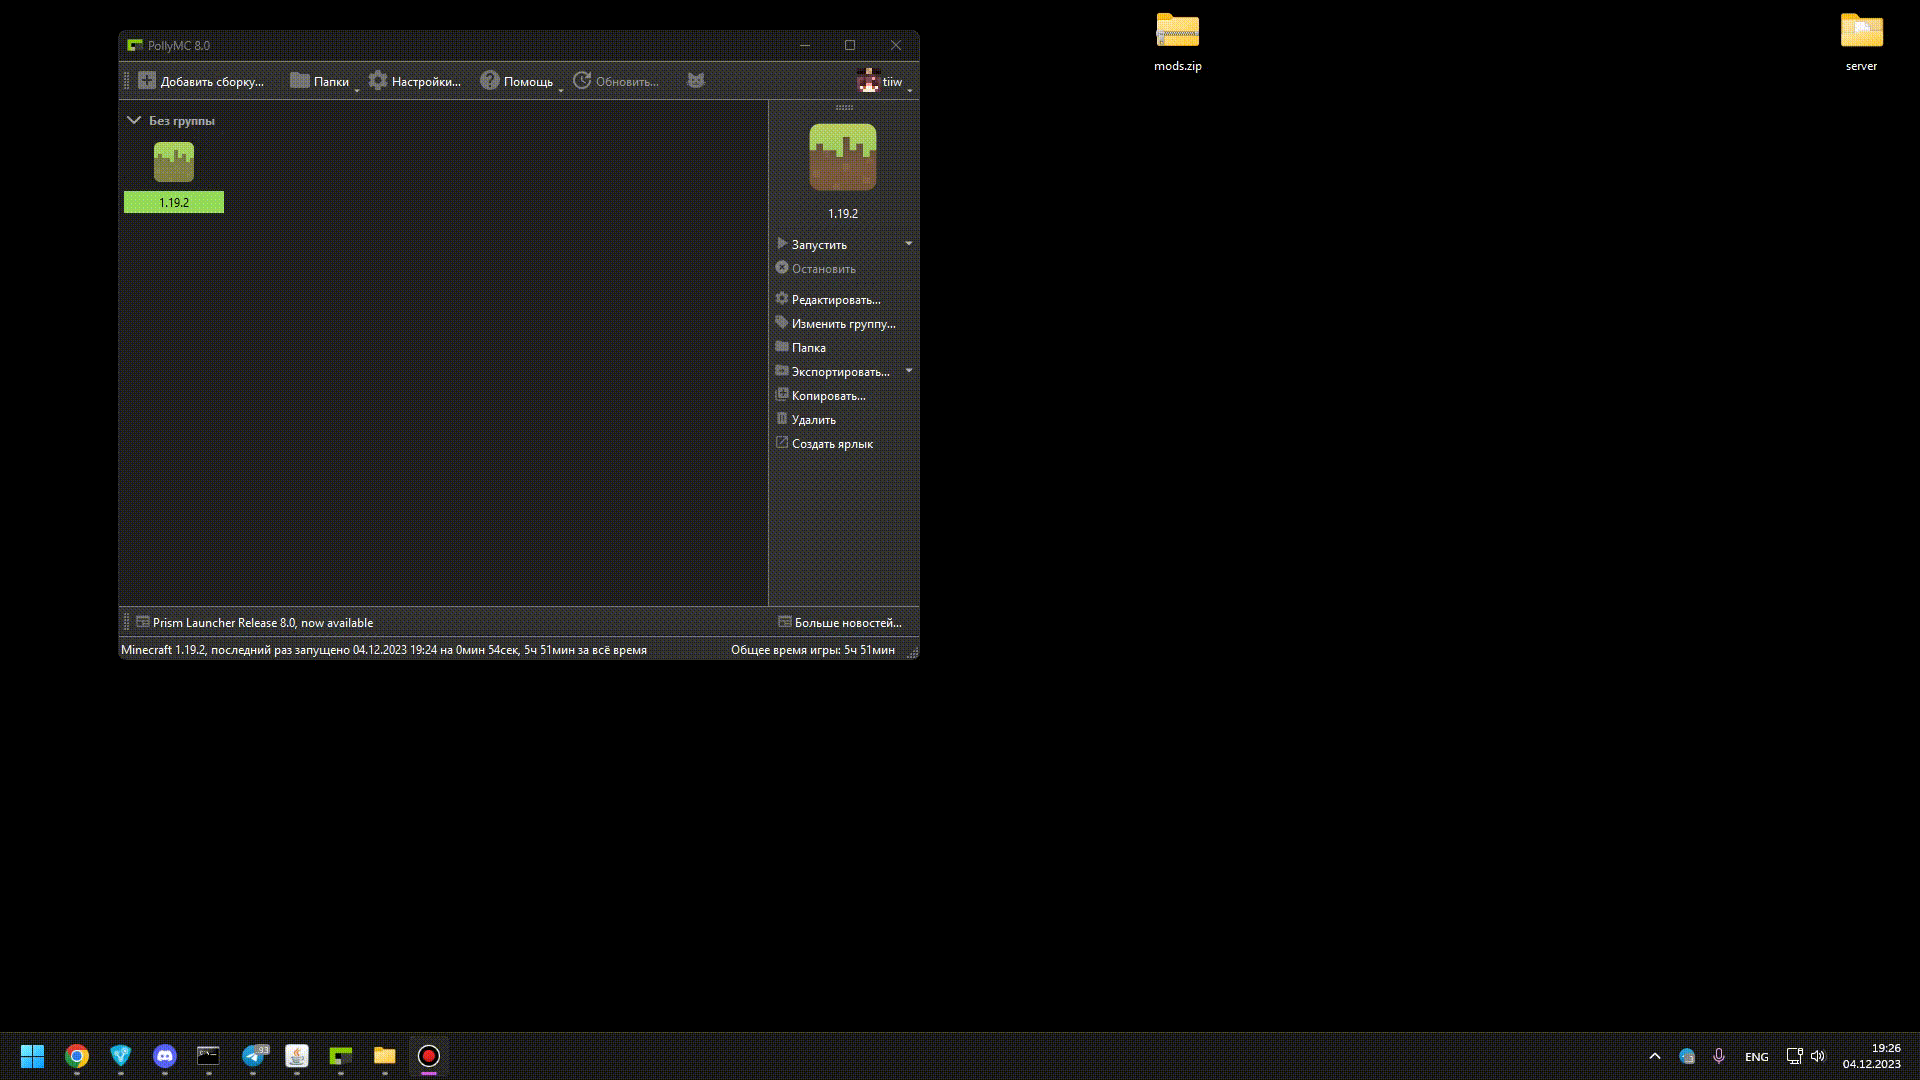 PollyMC 8.0
Добавить сборку...
Папки
Настройки...
Помощь
Обновить...
tiiw
Без группы
1.19.2
1.19.2
Запустить
Остановить
Редактировать...
Изменить группу...
Папка
Экспортировать...
Копировать...
Удалить
Создать ярлык
Prism Launcher Release 8.0, now available
Больше новостей...
Minecraft 1.19.2, последний раз запущено 04.12.2023 19:24 на 0мин 54сек, 5ч 51мин за всё время
Общее время игры: 5ч 51мин
mods.zip
server
93
ENG
19:26
04.12.2023